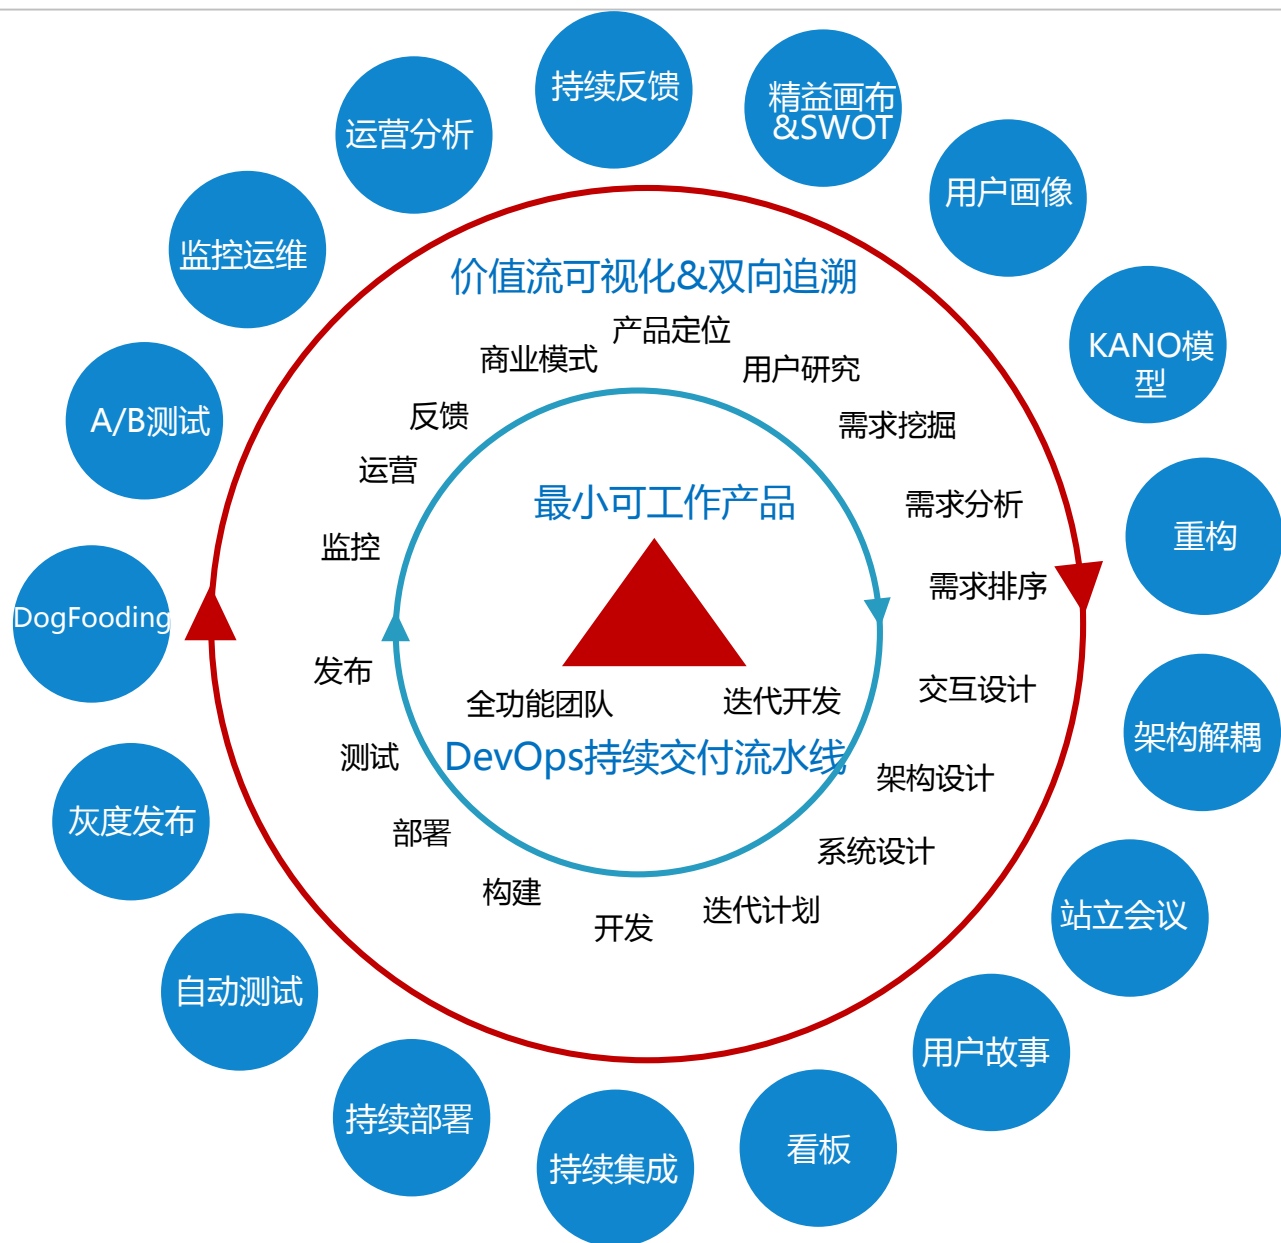 持续反馈
精益画布
&SWOT
运营分析
用户画像
监控运维
价值流可视化&双向追溯
产品定位
商业模式
用户研究
KANO模
型
反馈
需求挖掘
A/B测试
运营
最小可工作产品
需求分析
监控
重构
需求排序
DogFooding
发布
交互设计
全功能团队
迭代开发
架构解耦
测试
DevOps持续交付流水线
架构设计
灰度发布
部署
系统设计
构建
迭代计划
站立会议
开发
自动测试
用户故事
持续部署
看板
持续集成